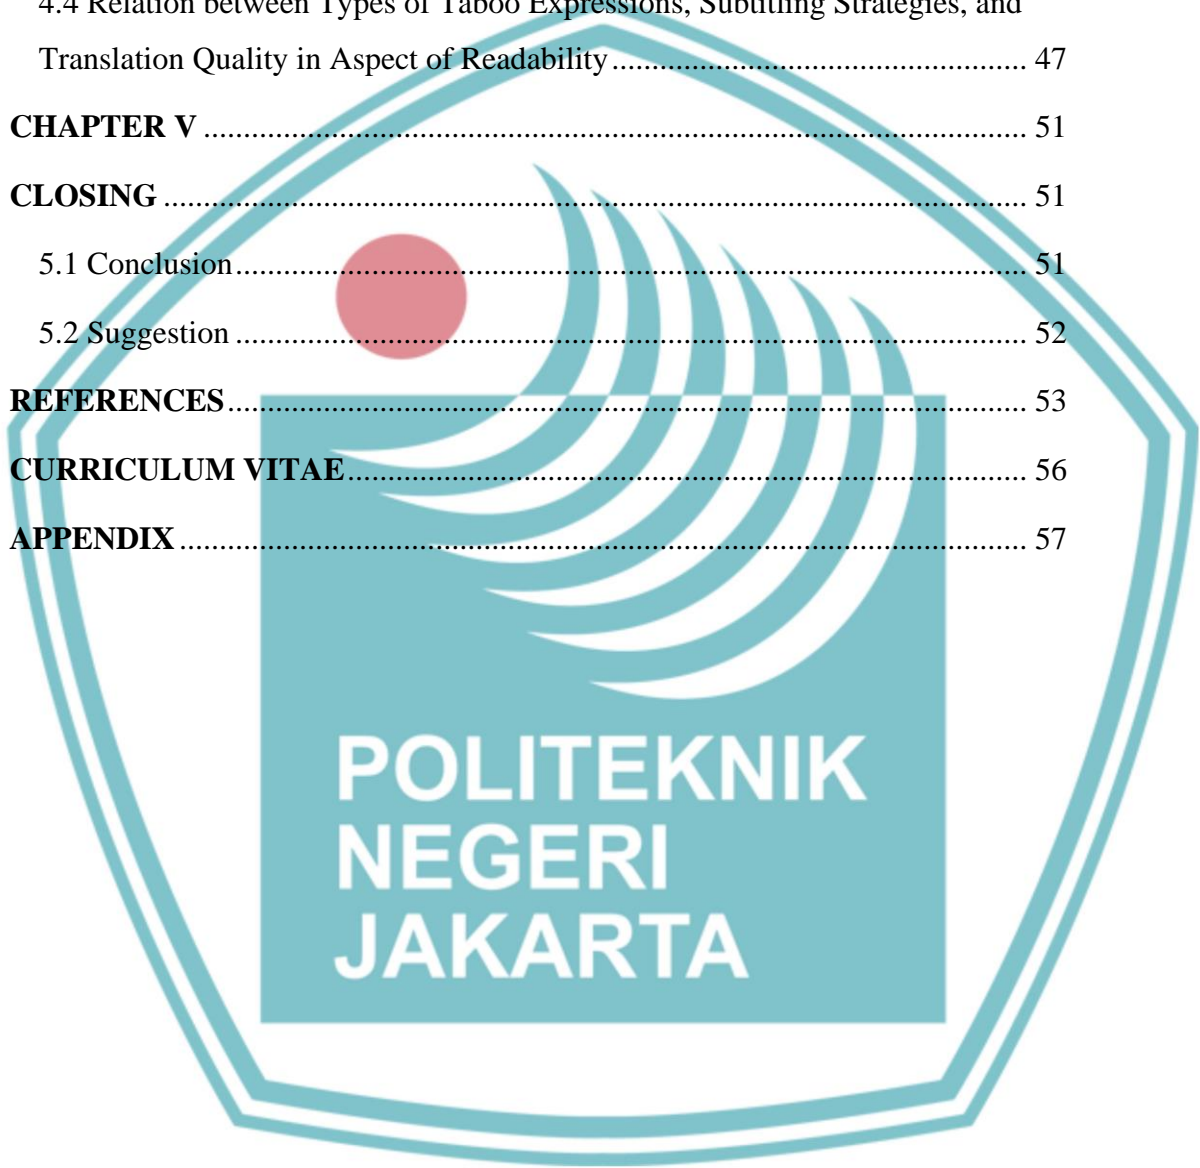 4.4 Relation between Types of Taboo Expressions, Subtitling Strategies, and
Translation Quality in Aspect of Readability ........................................................ 47
CHAPTER V ........................................................ 51
CLOSING ........................................................ 51
5.1 Conclusion ........................................................ 51
5.2 Suggestion ........................................................ 52
REFERENCES ........................................................ 53
CURRICULUM VITAE ........................................................ 56
APPENDIX ........................................................ 57
POLITEKNIK
NEGERI
JAKARTA